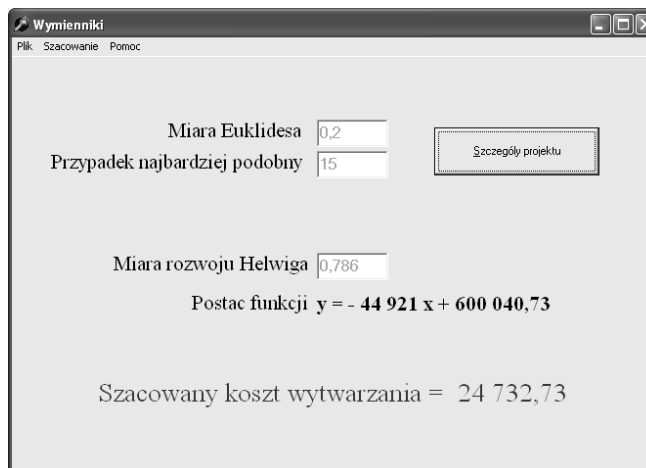 Wymienniki
Plik Szacowanie Pomoc
Miara Euklidesa 0,2
Szczegóły projektu
Przypadek najbardziej podobny 15
Miara rozwoju Helwiga 0,786
Postac funkcji y = - 44 921 x + 600 040,73
Szacowany koszt wytwarzania = 24 732,73